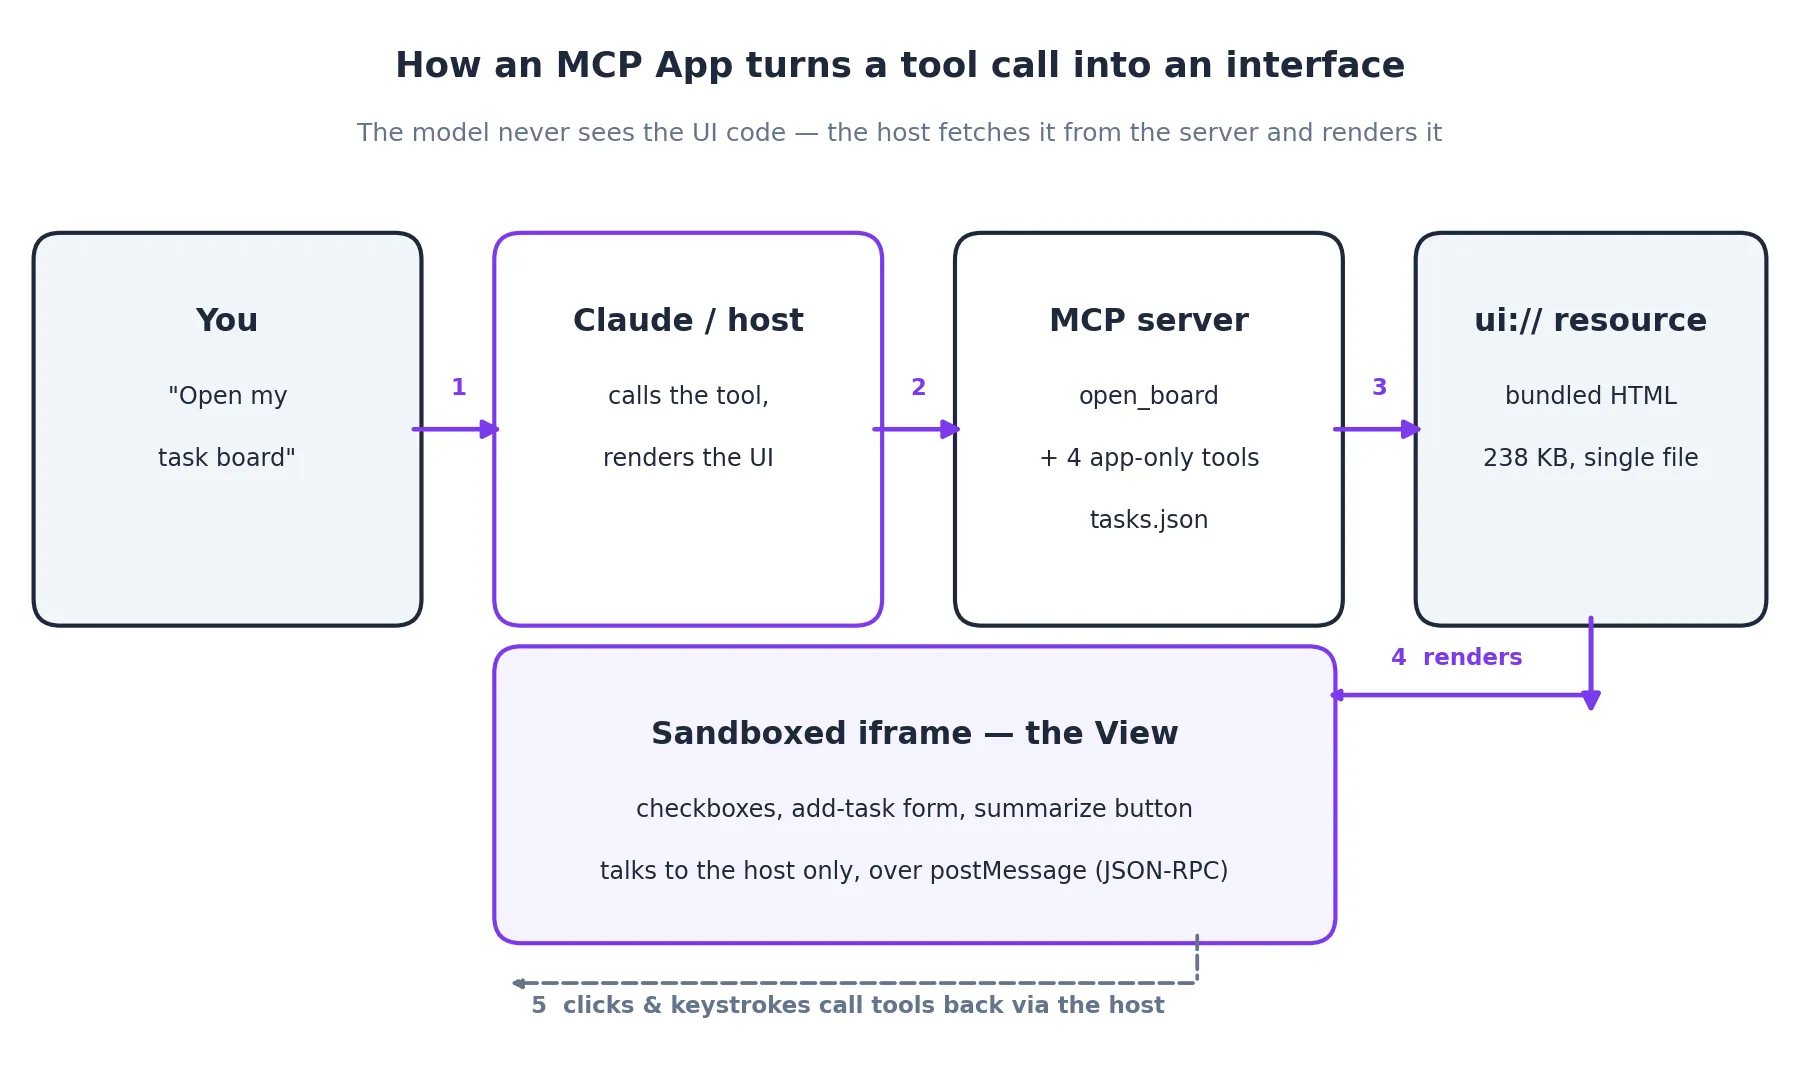 How an MCP App turns a tool call into an interface
The model never sees the UI code — the host fetches it from the server and renders it
You
"Open my
task board"
1
Claude / host
calls the tool,
renders the UI
2
MCP server
open_board
+ 4 app-only tools
tasks.json
3
ui:// resource
bundled HTML
238 KB, single file
4 renders
Sandboxed iframe — the View
checkboxes, add-task form, summarize button
talks to the host only, over postMessage (JSON-RPC)
5 clicks & keystrokes call tools back via the host